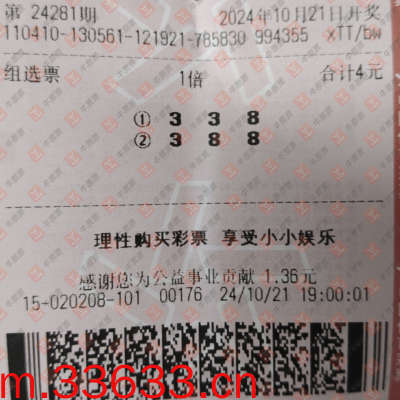 第 24281期 2024年10月21日开奖
110410-130561-121921-785830 994355 xTT/bw
组选票 1倍 合计4元
① 3 3 8
② 3 8 8
理性购买彩票 享受小小娱乐
感谢您为公益事业贡献 1.36元
15-020208-101 00176 24/10/21 19:00:01
m.33633.cn